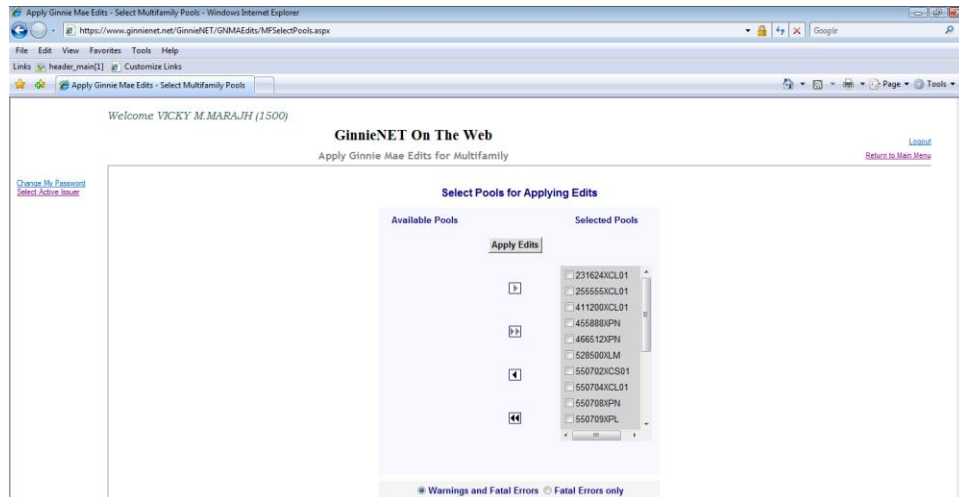 Apply Ginnie Mae Edits - Select Multifamily Pools - Windows Internet Explorer
https://www.ginnienet.net/GinnieNET/GNMAEdits/MFSelectPools.aspx
Google
File Edit View Favorites Tools Help
Links header_main[1] Customize Links
Apply Ginnie Mae Edits - Select Multifamily Pools
Page Tools
Welcome VICKY M.MARAJH (1500)
GinnieNET On The Web
Logout
Apply Ginnie Mae Edits for Multifamily
Return to Main Menu
Change My Password
Select Active Issuer
Select Pools for Applying Edits
Available Pools Selected Pools
Apply Edits
231624XCL01
255555XCL01
411200XCL01
455888XPN
466512XPN
528500XLM
550702XCS01
550704XCL01
550708XPN
550709XPL
Warnings and Fatal Errors Fatal Errors only